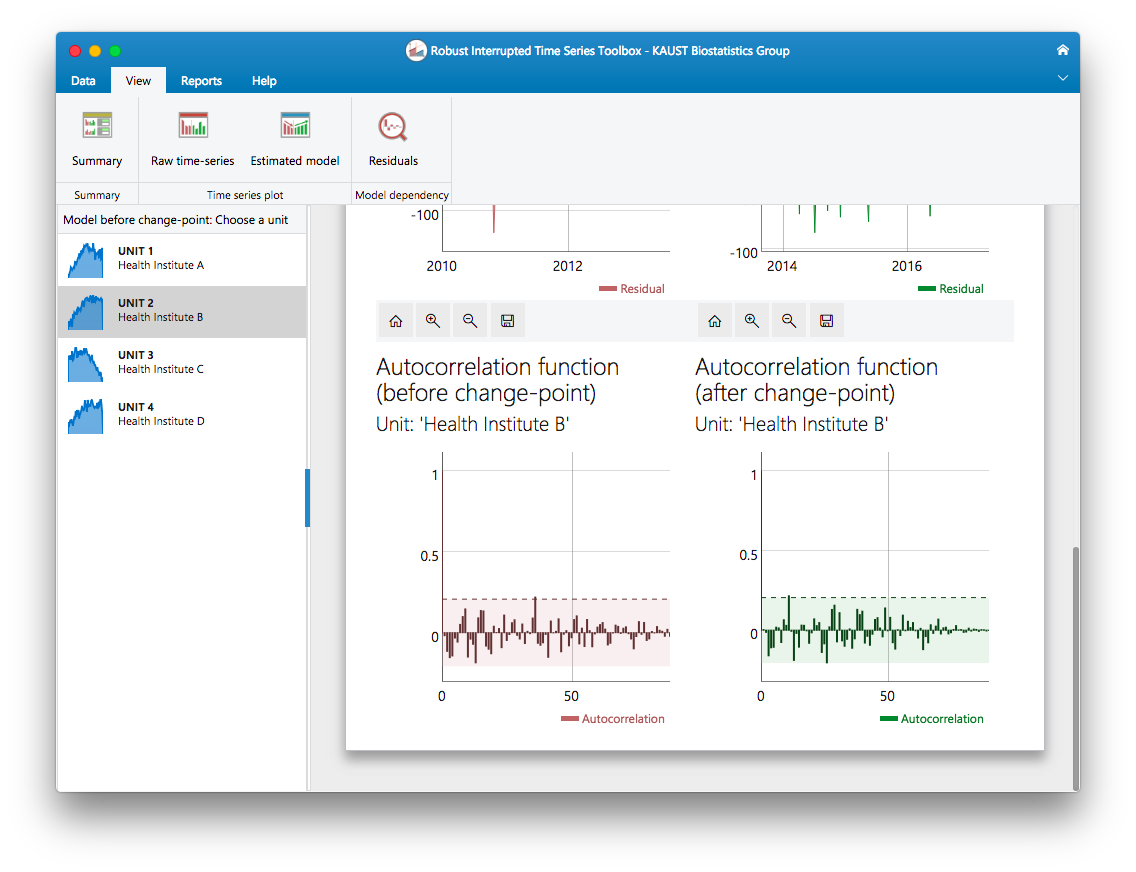 Robust Interrupted Time Series Toolbox - KAUST Biostatistics Group
Data View Reports Help
Summary Raw time-series Estimated model Residuals
Summary Time series plot Model dependency
Model before change-point: Choose a unit
UNIT 1
Health Institute A
UNIT 2
Health Institute B
UNIT 3
Health Institute C
UNIT 4
Health Institute D
-100
2010 2012
Residual
-100
2014 2016
Residual
Autocorrelation function
(before change-point)
Unit: 'Health Institute B'
1
0.5
0
0 50
Autocorrelation
Autocorrelation function
(after change-point)
Unit: 'Health Institute B'
1
0.5
0
0 50
Autocorrelation